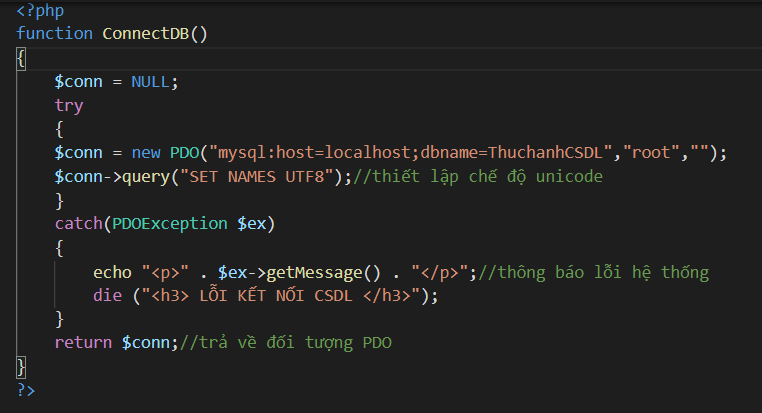 <?php
function ConnectDB()
{
$conn = NULL;
try
{
$conn = new PDO("mysql:host=localhost;dbname=ThuchanhCSDL","root","");
$conn->query("SET NAMES UTF8");//thiết lập chế độ unicode
}
catch(PDOException $ex)
{
echo "<p>" . $ex->getMessage() . "</p>";//thông báo lỗi hệ thống
die ("<h3> LỖI KẾT NỐI CSDL </h3>");
}
return $conn;//trả về đối tượng PDO
}
?>